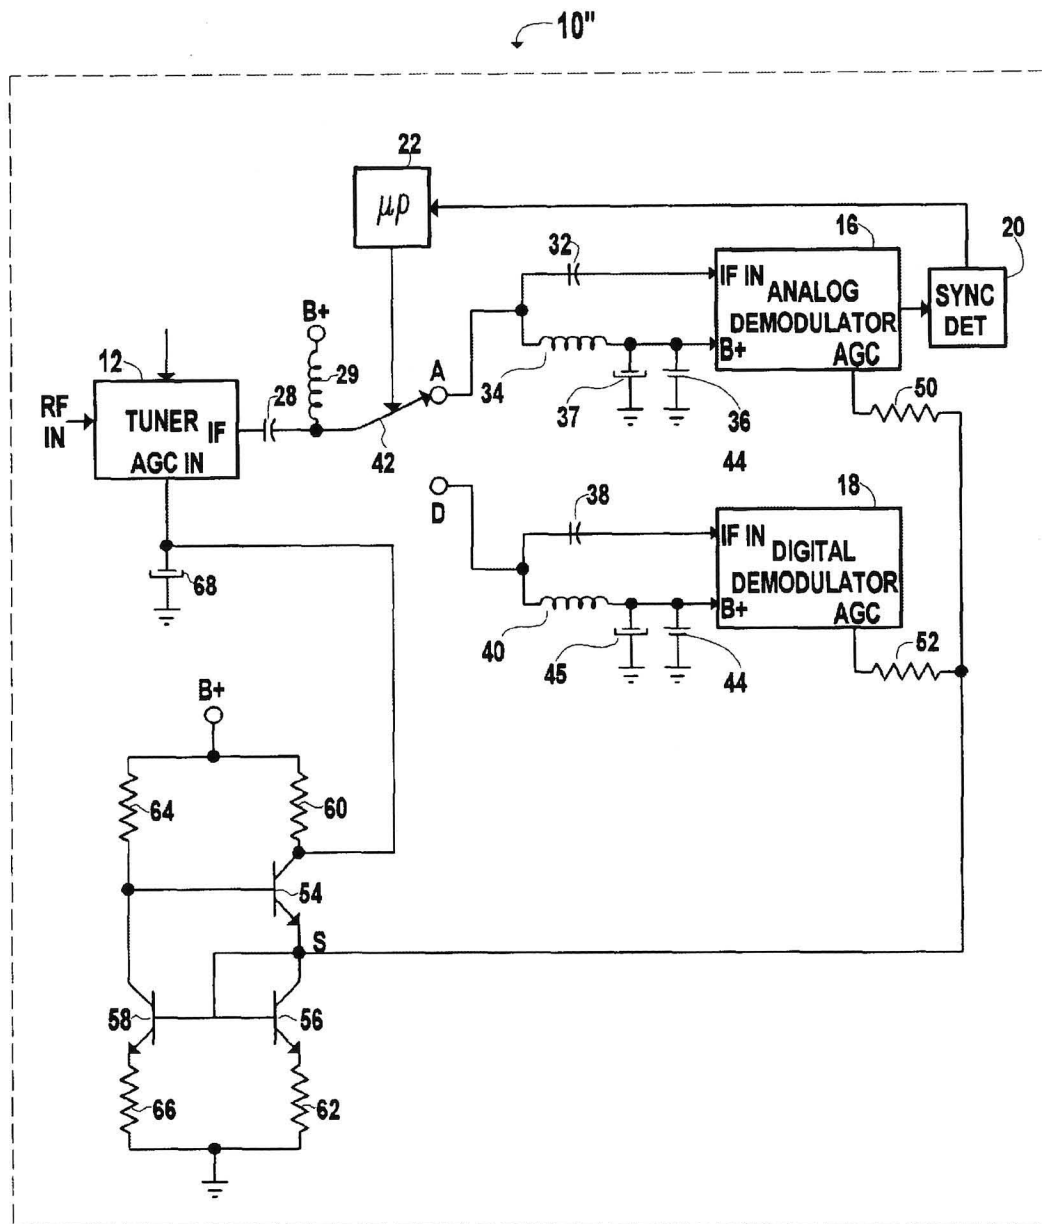 10"
22
μp
32
16
20
IF IN
ANALOG
DEMODULATOR
B+
AGC
SYNC
DET
B+
29
12
28
A
34
37
36
50
RF
IN
TUNER
IF
AGC IN
42
44
D
38
18
IF IN
DIGITAL
DEMODULATOR
B+
AGC
68
40
45
44
52
B+
64
60
54
S
58
56
66
62